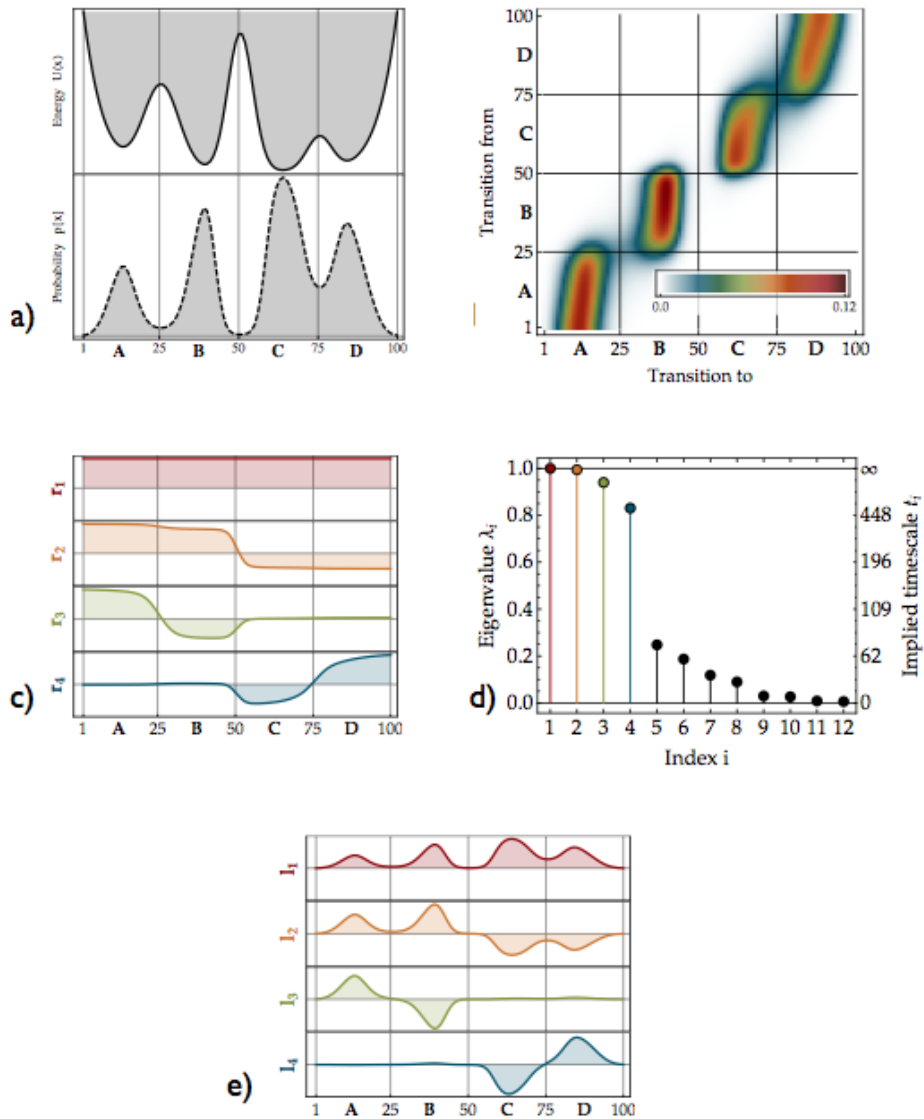 Energy U(x)
Probability p(x)
a)
1 A 25 B 50 C 75 D 100
Transition from
100
D
75
C
50
B
25
A
1
0.0 0.12
1 A 25 B 50 C 75 D 100
Transition to
r1
r2
r3
r4
c)
1 A 25 B 50 C 75 D 100
Eigenvalue λi
1.0
0.8
0.6
0.4
0.2
0.0
d)
∞
448
196
109
62
0
Implied timescale ti
1 2 3 4 5 6 7 8 9 10 11 12
Index i
l1
l2
l3
l4
e)
1 A 25 B 50 C 75 D 100